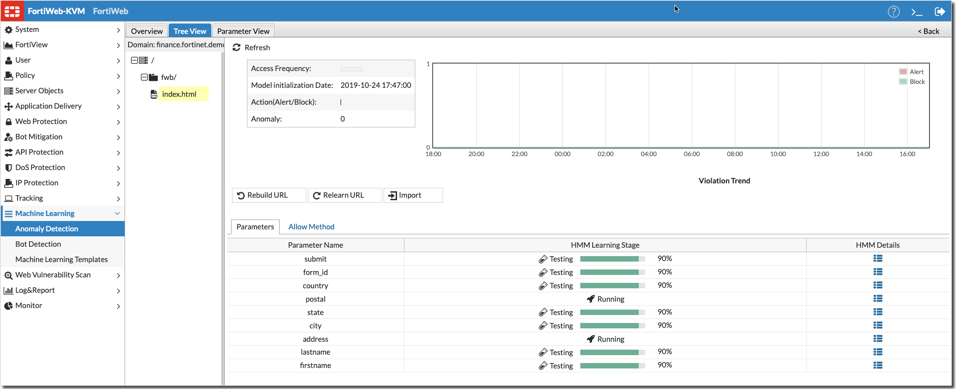 FortiWeb-KVM FortiWeb
Overview Tree View Parameter View < Back
System
FortiView
User
Policy
Server Objects
Application Delivery
Web Protection
Bot Mitigation
API Protection
DoS Protection
IP Protection
Tracking
Machine Learning
Anomaly Detection
Bot Detection
Machine Learning Templates
Web Vulnerability Scan
Log&Report
Monitor
Domain: finance.fortinet.demo
/
fwb/
index.html
Refresh
Access Frequency:
Model initialization Date: 2019-10-24 17:47:00
Action(Alert/Block): |
Anomaly: 0
1
0
Alert
Block
18:00 20:00 22:00 00:00 02:00 04:00 06:00 08:00 10:00 12:00 14:00 16:00
Violation Trend
Rebuild URL Relearn URL Import
Parameters Allow Method
Parameter Name HMM Learning Stage HMM Details
submit Testing 90%
form_id Testing 90%
country Testing 90%
postal Running
state Testing 90%
city Testing 90%
address Running
lastname Testing 90%
firstname Testing 90%